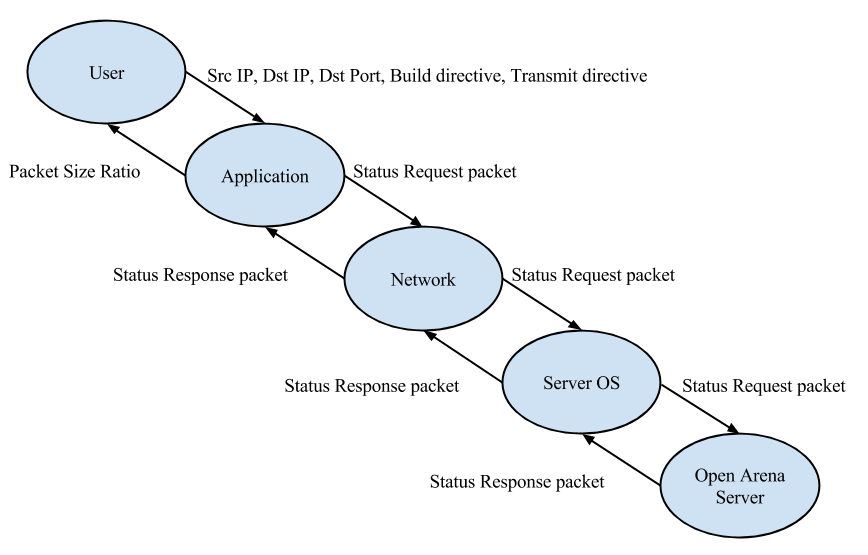 User
Src IP, Dst IP, Dst Port, Build directive, Transmit directive
Packet Size Ratio
Application
Status Request packet
Status Response packet
Network
Status Request packet
Status Response packet
Server OS
Status Request packet
Status Response packet
Open Arena
Server